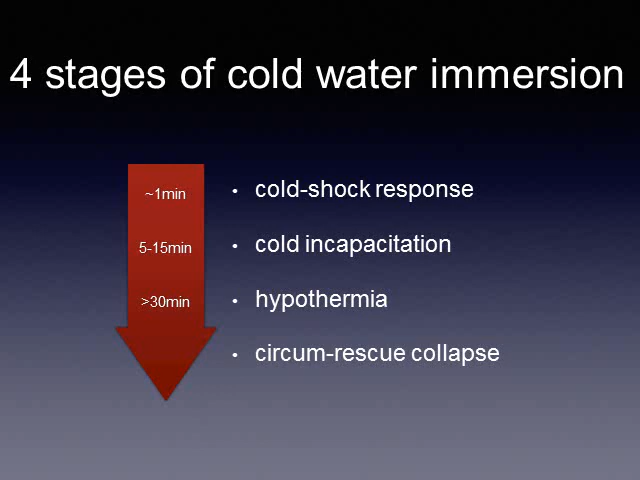 4 stages of cold water immersion
~1min
• cold-shock response
5-15min
• cold incapacitation
>30min
• hypothermia
• circum-rescue collapse